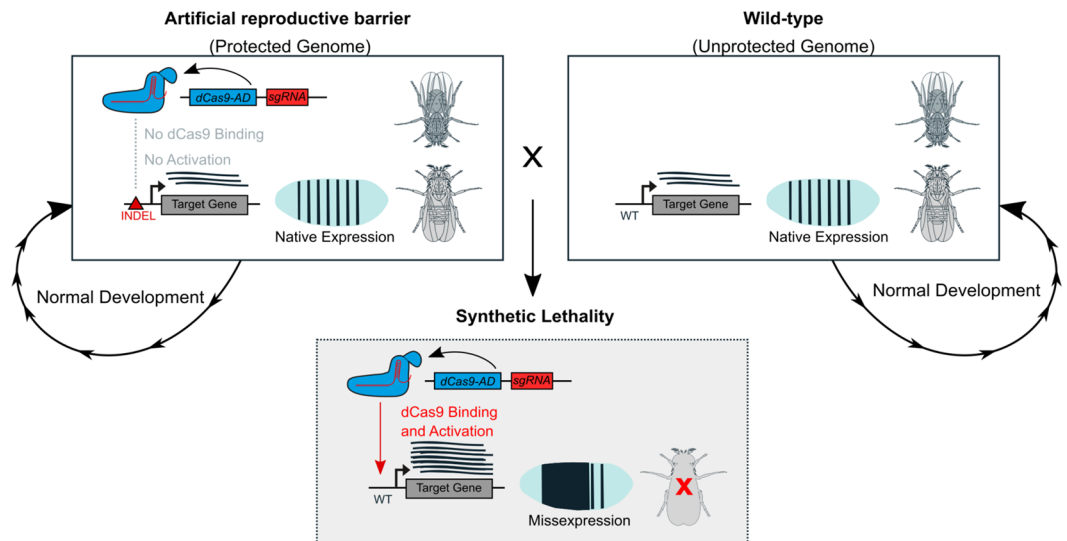 Artificial reproductive barrier
(Protected Genome)
dCas9-AD
sgRNA
No dCas9 Binding
No Activation
INDEL
Target Gene
Native Expression
Normal Development
X
Wild-type
(Unprotected Genome)
WT
Target Gene
Native Expression
Normal Development
Synthetic Lethality
dCas9-AD
sgRNA
dCas9 Binding
and Activation
WT
Target Gene
Missexpression
X